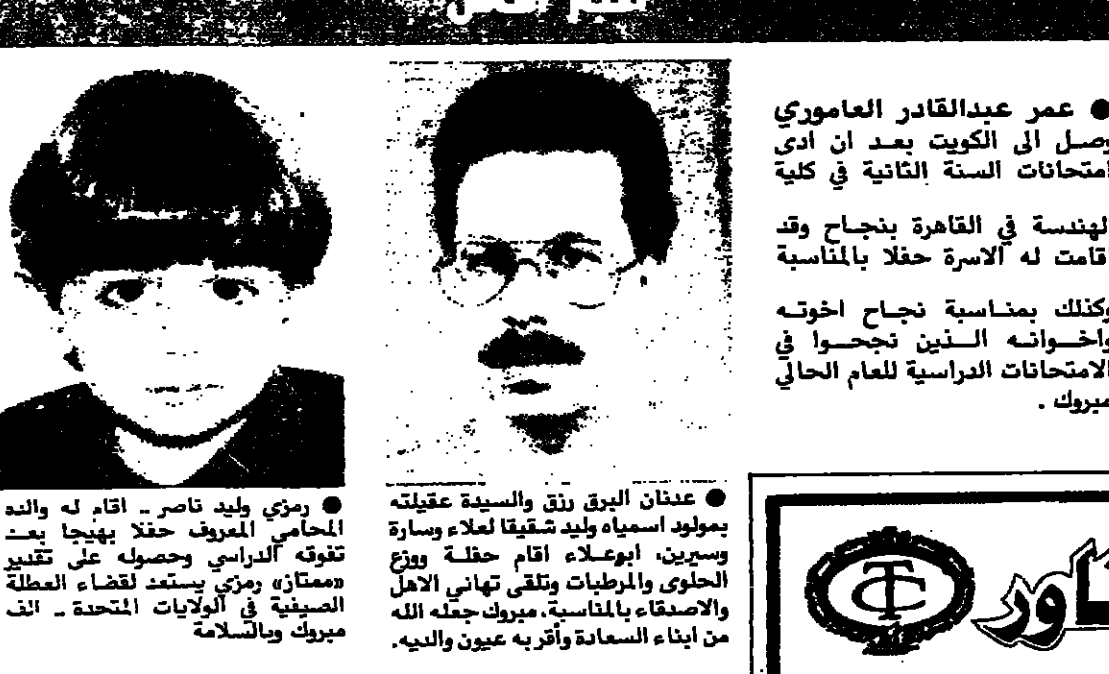 ● عمر عبدالقادر العاموري
وصل الى الكويت بعد ان ادى
امتحانات السنة الثانية في كلية
الهندسة في القاهرة بنجاح وقد
اقامت له الاسرة حفلا بالمناسبة
وكذلك بمناسبة نجاح اخوته
واخوانه الذين نجحوا في
الامتحانات الدراسية للعام الحالي
مبروك .
● عدنان البرق رزق والسيدة عقيلته
بمولود اسمياه وليد شقيقا لعلاء وسارة
وسيرين، ابوعلاء اقام حفلة ووزع
الحلوى والمرطبات وتلقى تهاني الاهل
والاصدقاء بالمناسبة، مبروك جعله الله
من ابناء السعادة وأقر به عيون والديه.
● رمزي وليد ناصر .. اقام له والده
المحامي المعروف حفلا بهيجا بعد
تفوقه الدراسي وحصوله على تقدير
«ممتاز» رمزي يستعد لقضاء العطلة
الصيفية في الولايات المتحدة .. الف
مبروك وبالسلامة